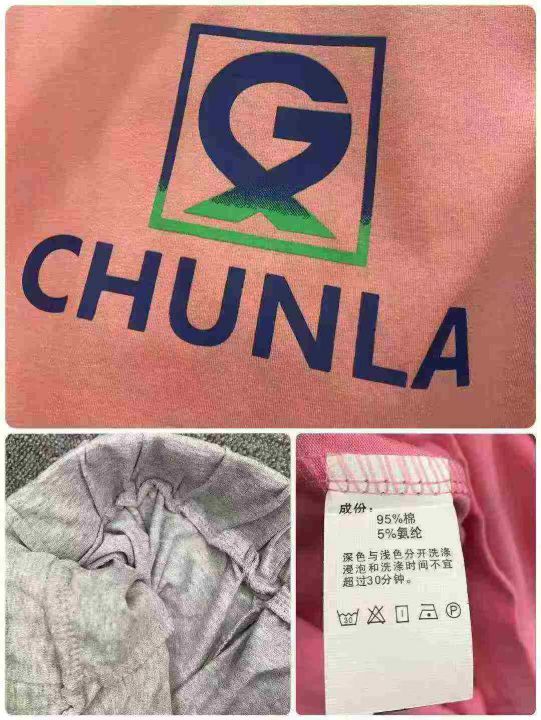 G
CHUNLA
成份：
95%棉
5%氨纶
深色与浅色分开洗涤
浸泡和洗涤时间不宜
超过30分钟。
30
P